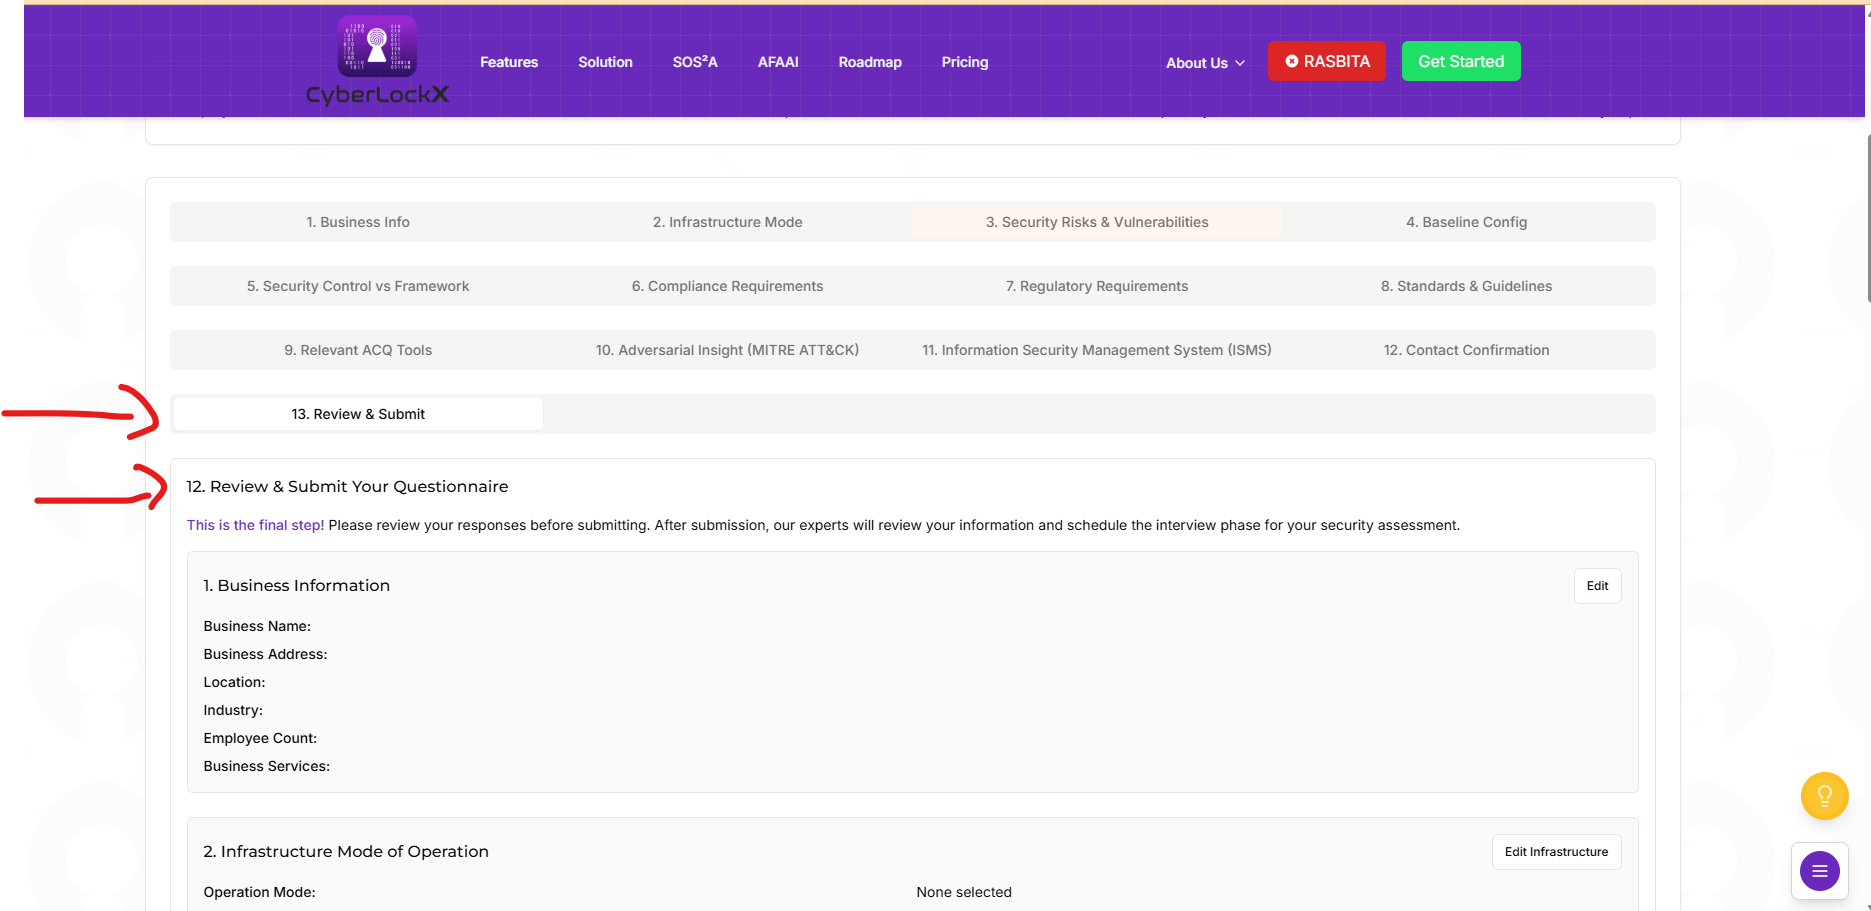 CyberLockX
Features Solution SOS²A AFAAI Roadmap Pricing About Us RASBITA Get Started
1. Business Info 2. Infrastructure Mode 3. Security Risks & Vulnerabilities 4. Baseline Config
5. Security Control vs Framework 6. Compliance Requirements 7. Regulatory Requirements 8. Standards & Guidelines
9. Relevant ACQ Tools 10. Adversarial Insight (MITRE ATT&CK) 11. Information Security Management System (ISMS) 12. Contact Confirmation
13. Review & Submit
12. Review & Submit Your Questionnaire
This is the final step! Please review your responses before submitting. After submission, our experts will review your information and schedule the interview phase for your security assessment.
1. Business Information Edit
Business Name:
Business Address:
Location:
Industry:
Employee Count:
Business Services:
2. Infrastructure Mode of Operation Edit Infrastructure
Operation Mode: None selected